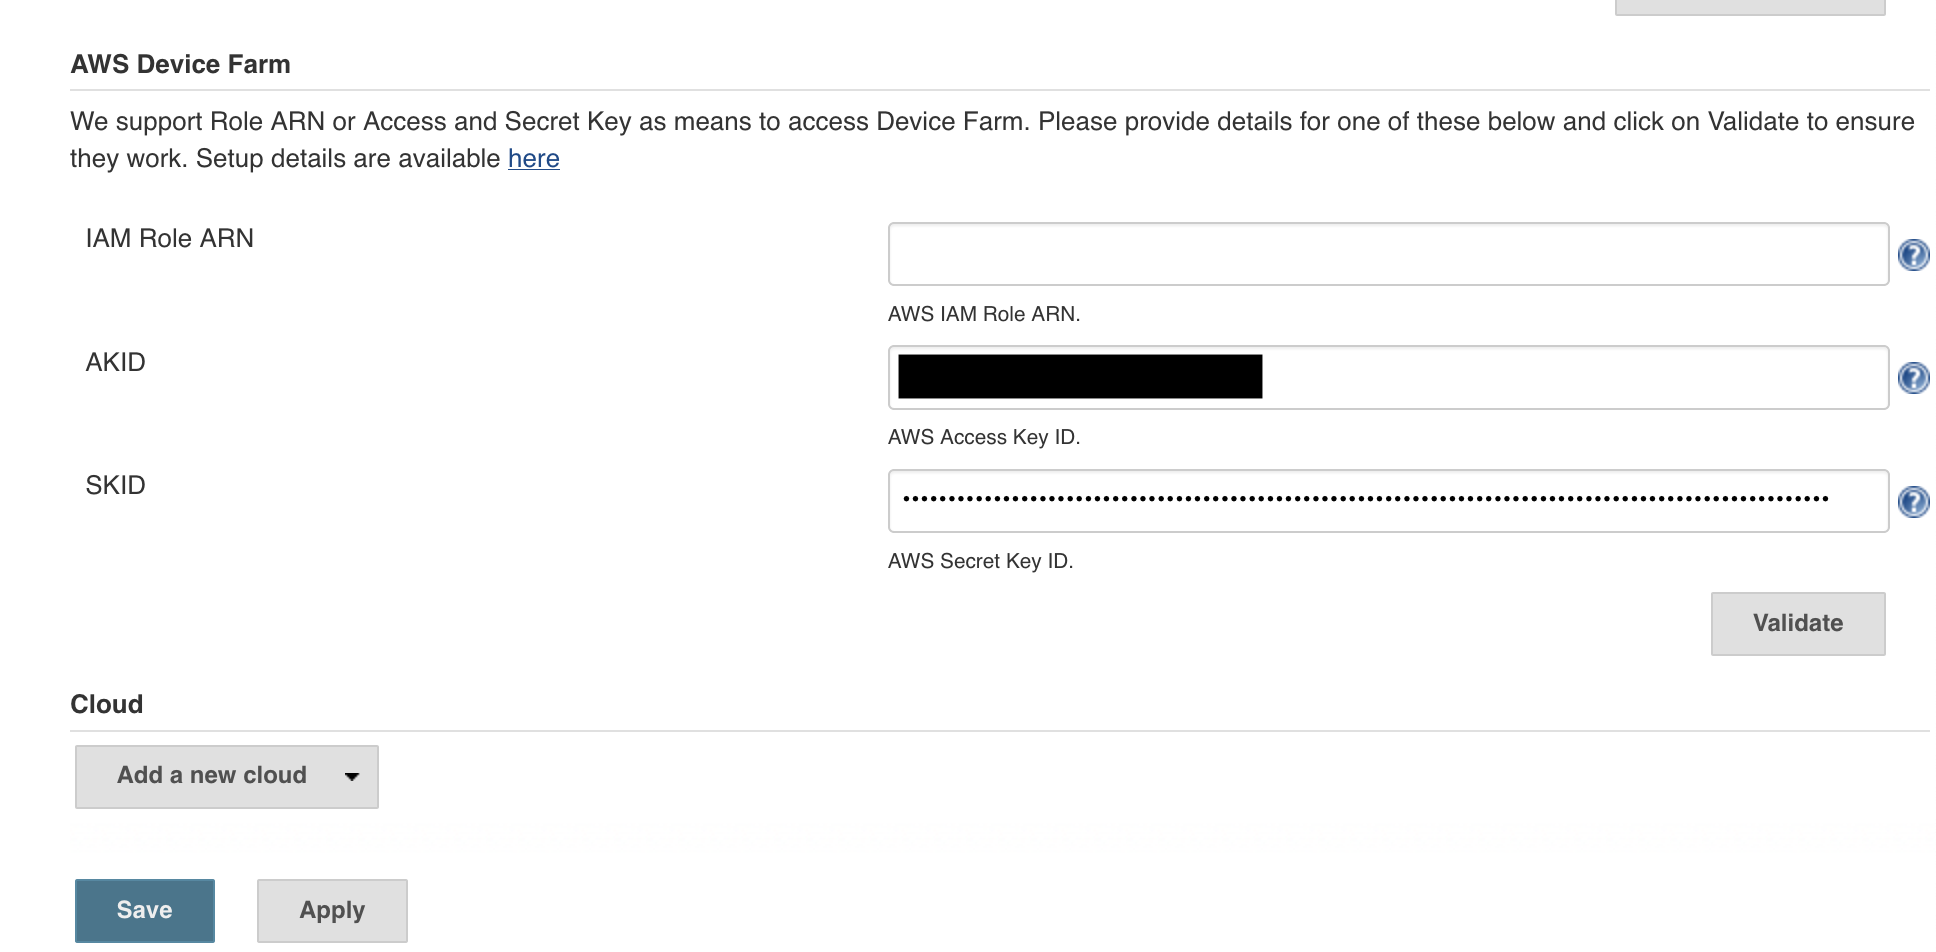 AWS Device Farm
We support Role ARN or Access and Secret Key as means to access Device Farm. Please provide details for one of these below and click on Validate to ensure
they work. Setup details are available here
IAM Role ARN
AWS IAM Role ARN.
AKID
AWS Access Key ID.
SKID
AWS Secret Key ID.
Validate
Cloud
Add a new cloud
Save Apply